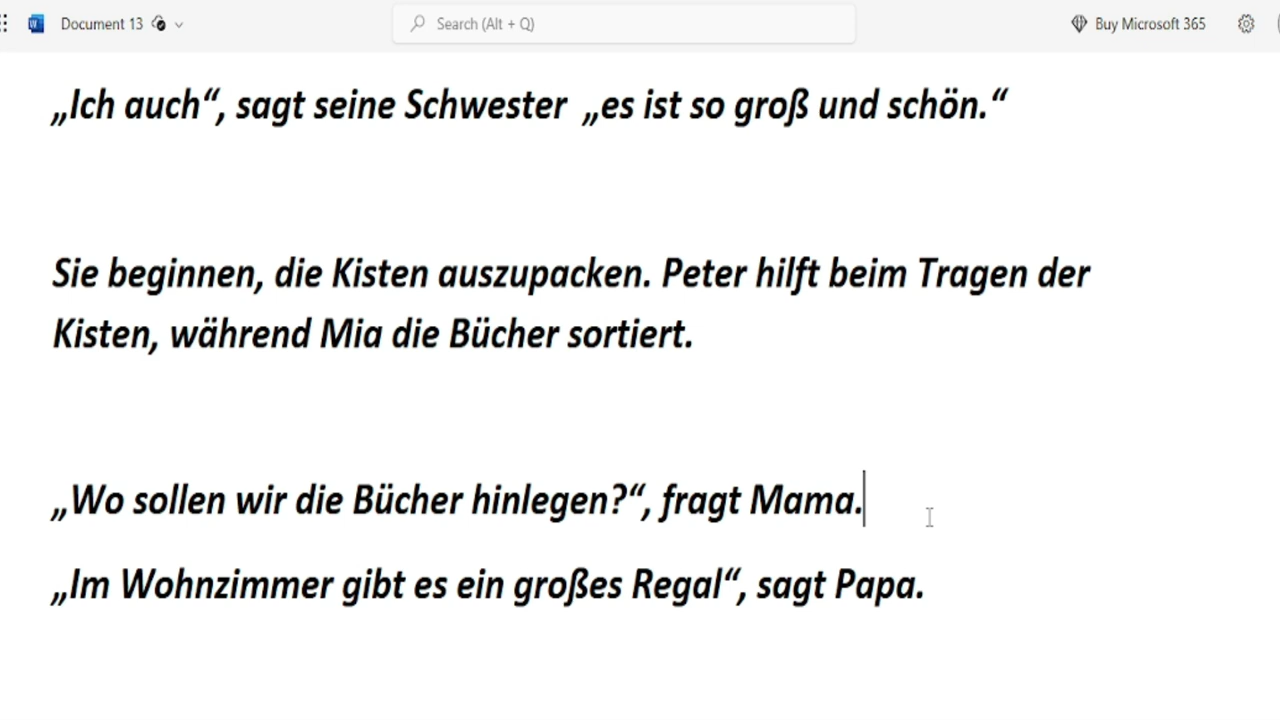 Document 13
Search (Alt + Q)
Buy Microsoft 365
„Ich auch“, sagt seine Schwester „es ist so groß und schön.“
Sie beginnen, die Kisten auszupacken. Peter hilft beim Tragen der
Kisten, während Mia die Bücher sortiert.
„Wo sollen wir die Bücher hinlegen?“, fragt Mama.
„Im Wohnzimmer gibt es ein großes Regal“, sagt Papa.